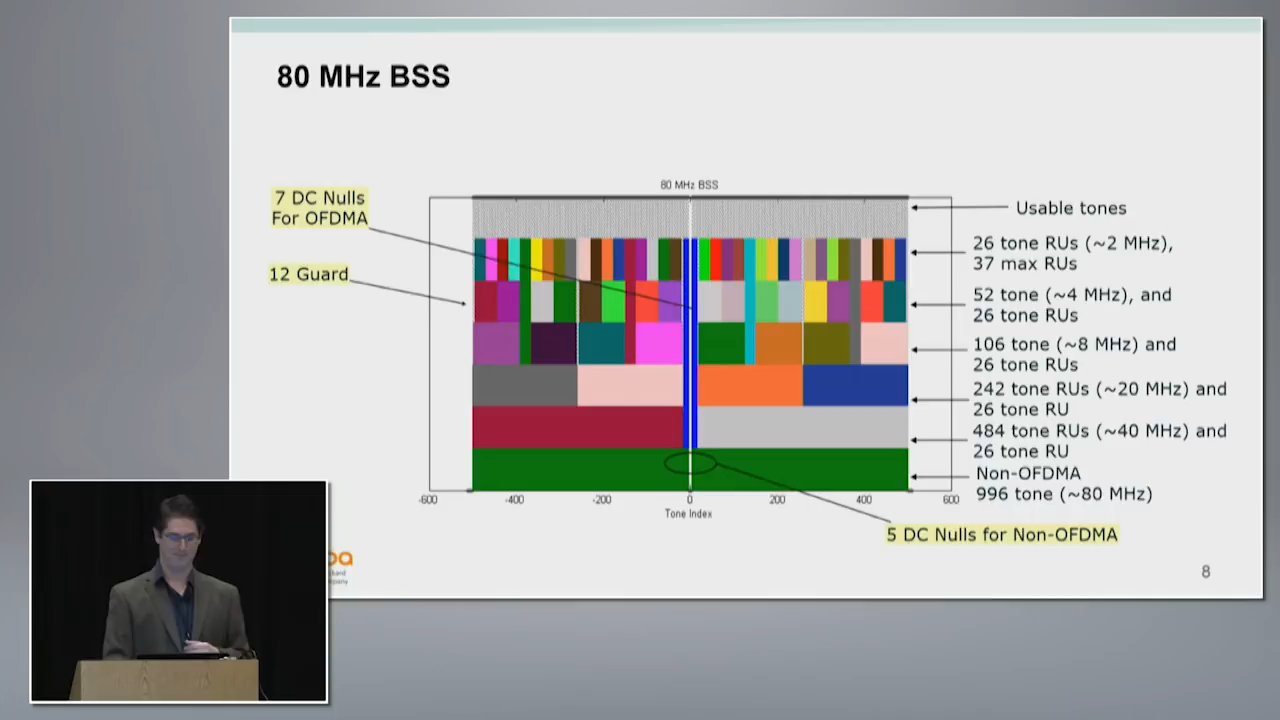 80 MHz BSS
7 DC Nulls
For OFDMA
12 Guard
80 MHz BSS
Usable tones
26 tone RUs (~2 MHz),
37 max RUs
52 tone (~4 MHz), and
26 tone RUs
106 tone (~8 MHz) and
26 tone RUs
242 tone RUs (~20 MHz) and
26 tone RU
484 tone RUs (~40 MHz) and
26 tone RU
Non-OFDMA
996 tone (~80 MHz)
-600 -400 -200 0 200 400 600
Tone Index
5 DC Nulls for Non-OFDMA
8